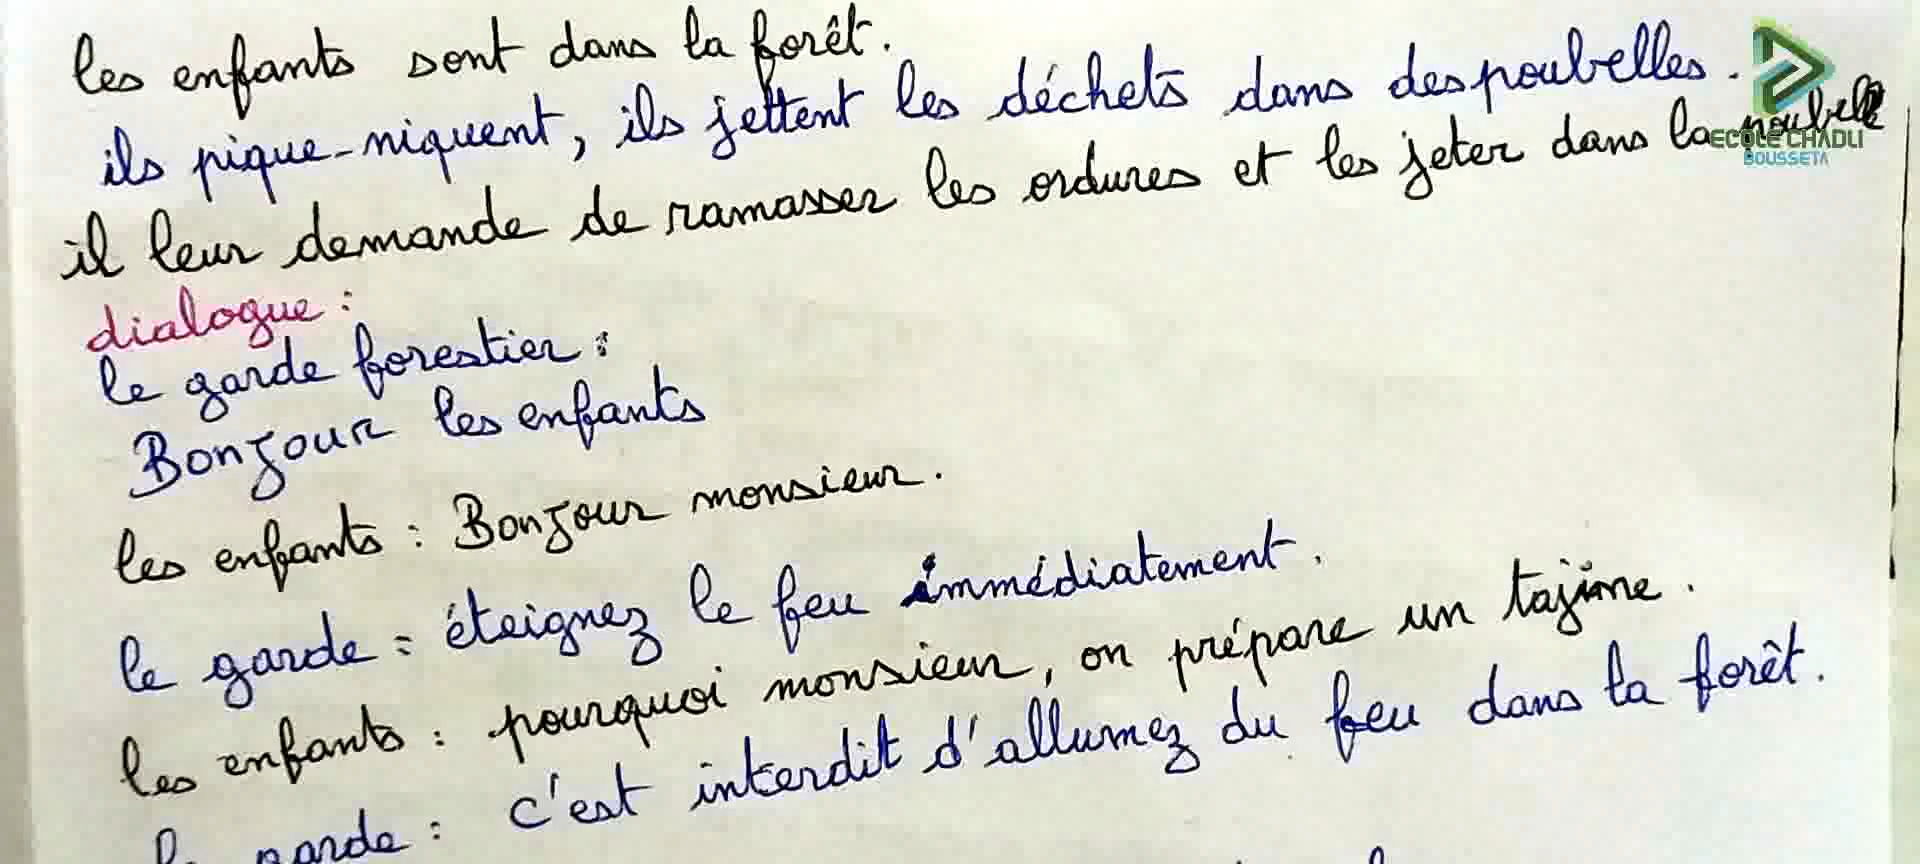 les enfants sont dans la forêt.
ils pique-niquent, ils jettent les déchets dans des poubelles.
il leur demande de ramasser les ordures et les jeter dans la poubelle
dialogue :
le garde forestier :
Bonjour les enfants
les enfants : Bonjour monsieur.
le garde : éteignez le feu immédiatement.
les enfants : pourquoi monsieur, on prépare un tajine.
le garde : c'est interdit d'allumez du feu dans la forêt.
ECOLE CHADLI
BOUSSETA